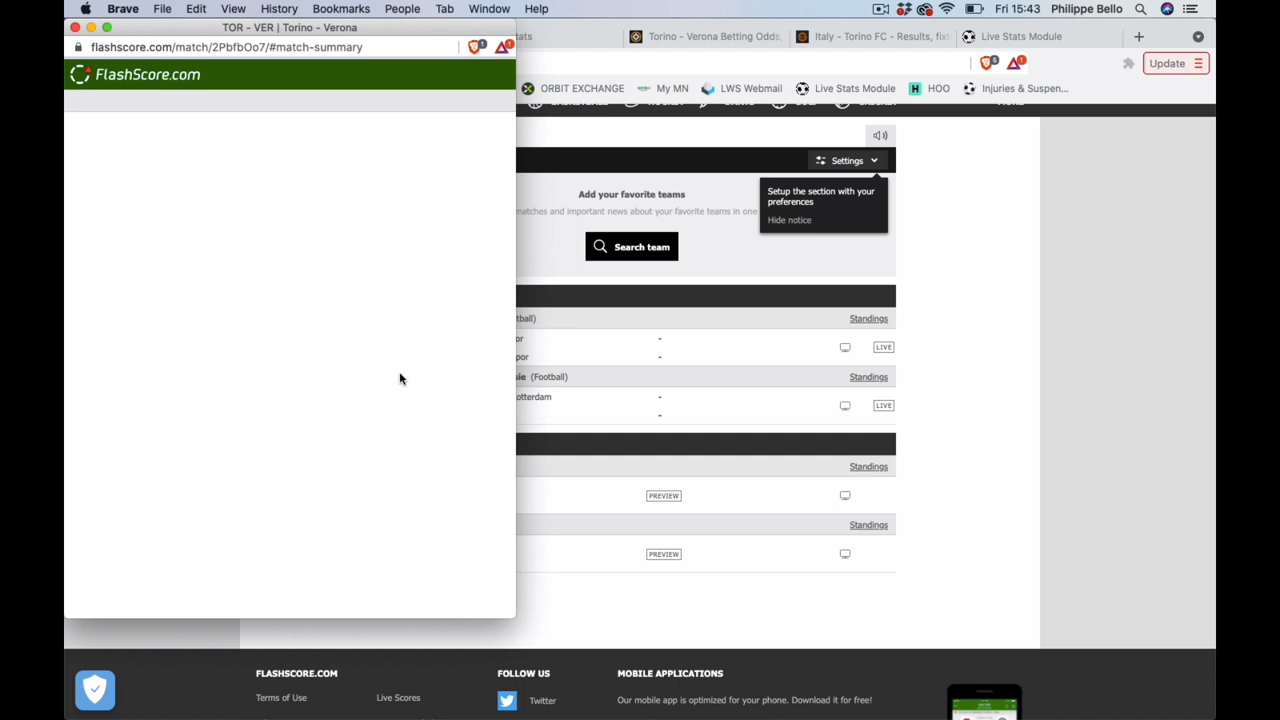 Brave File Edit View History Bookmarks People Tab Window Help Fri 15:43 Philippe Bello
TOR - VER | Torino - Verona
flashscore.com/match/2PbfbOo7/#match-summary
FlashScore.com
Torino - Verona Betting Odds,
Italy - Torino FC - Results, fixt
Live Stats Module
Update
ORBIT EXCHANGE My MN LWS Webmail Live Stats Module HOO Injuries & Suspen...
Settings
Setup the section with your
preferences
Hide notice
Add your favorite teams
matches and important news about your favorite teams in one
Search team
Standings
- 
-
LIVE
(Football)
Standings
-
-
LIVE
Standings
PREVIEW
Standings
PREVIEW
FLASHSCORE.COM
Terms of Use
Live Scores
FOLLOW US
Twitter
MOBILE APPLICATIONS
Our mobile app is optimized for your phone. Download it for free!